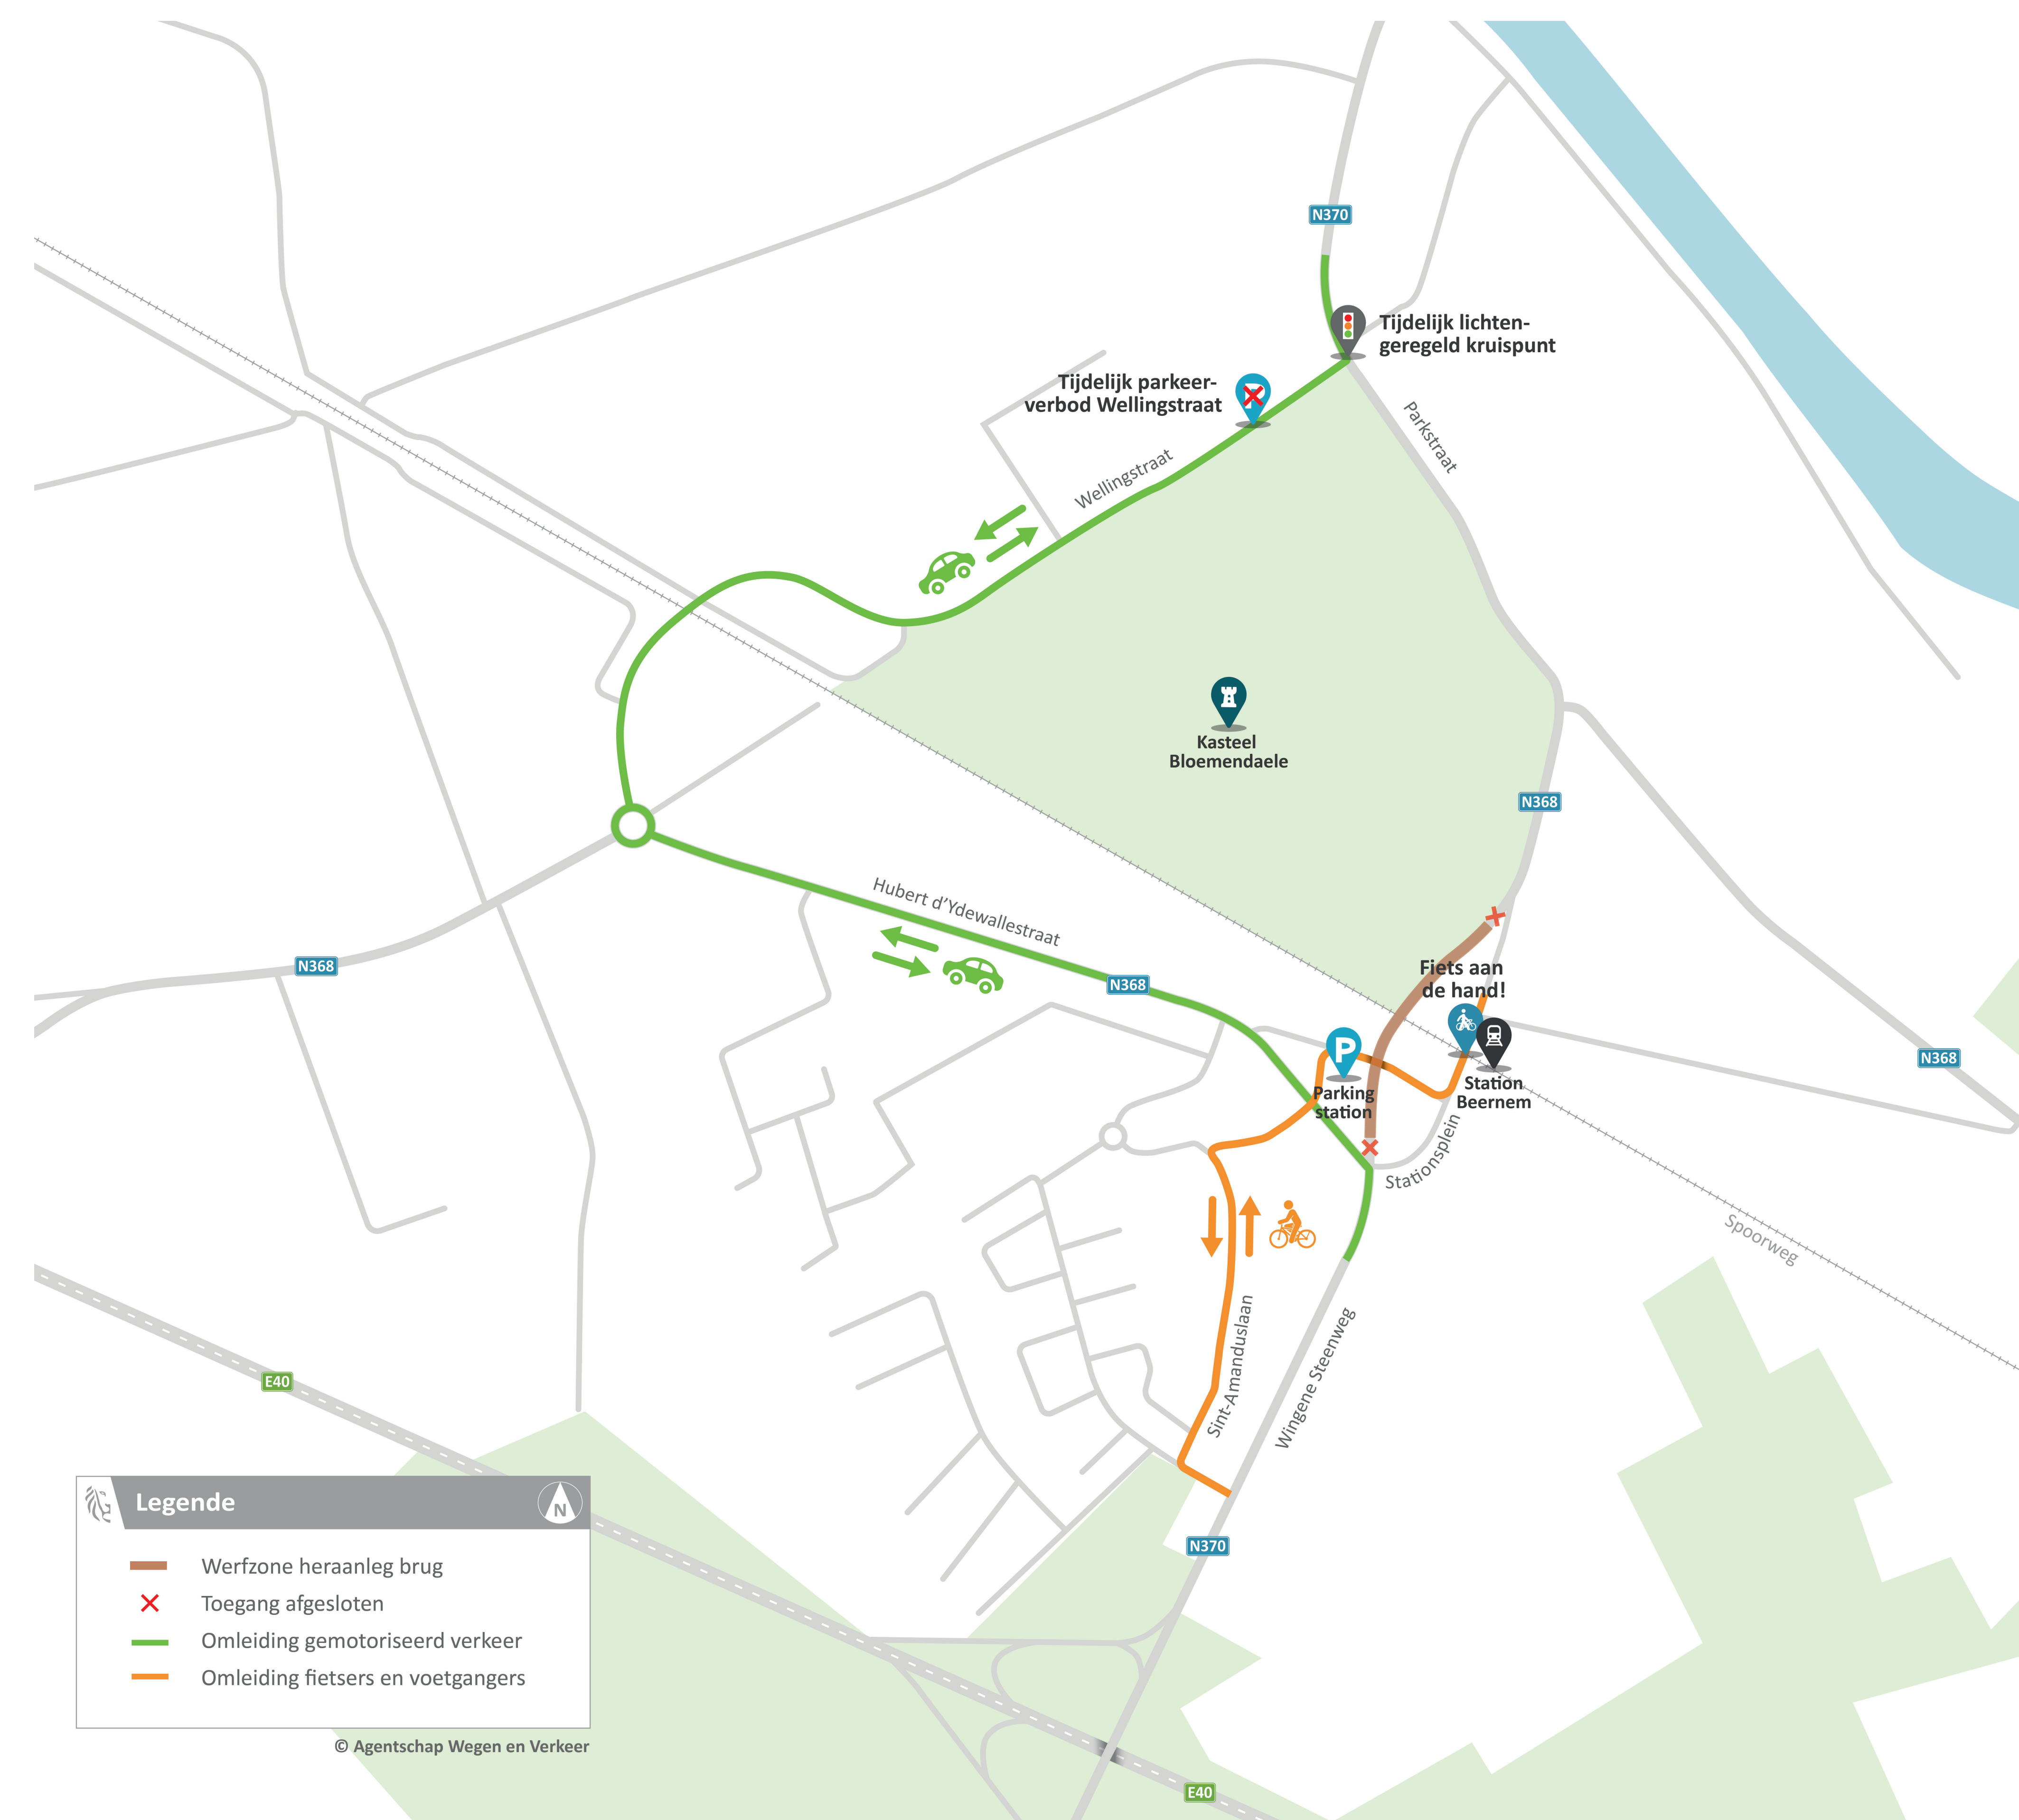 N370
Tijdelijk lichten-
geregeld kruispunt
Tijdelijk parkeer-
verbod Wellingstraat
Parkstraat
Wellingstraat
Kasteel
Bloemendaele
N368
Hubert d'Ydewallestraat
N368
N368
Fiets aan
de hand!
P
Parking
station
Station
Beernem
N368
Stationsplein
Spoorweg
Sint-Amanduslaan
Wingene Steenweg
E40
N370
E40
Legende
N
Werfzone heraanleg brug
Toegang afgesloten
Omleiding gemotoriseerd verkeer
Omleiding fietsers en voetgangers
© Agentschap Wegen en Verkeer